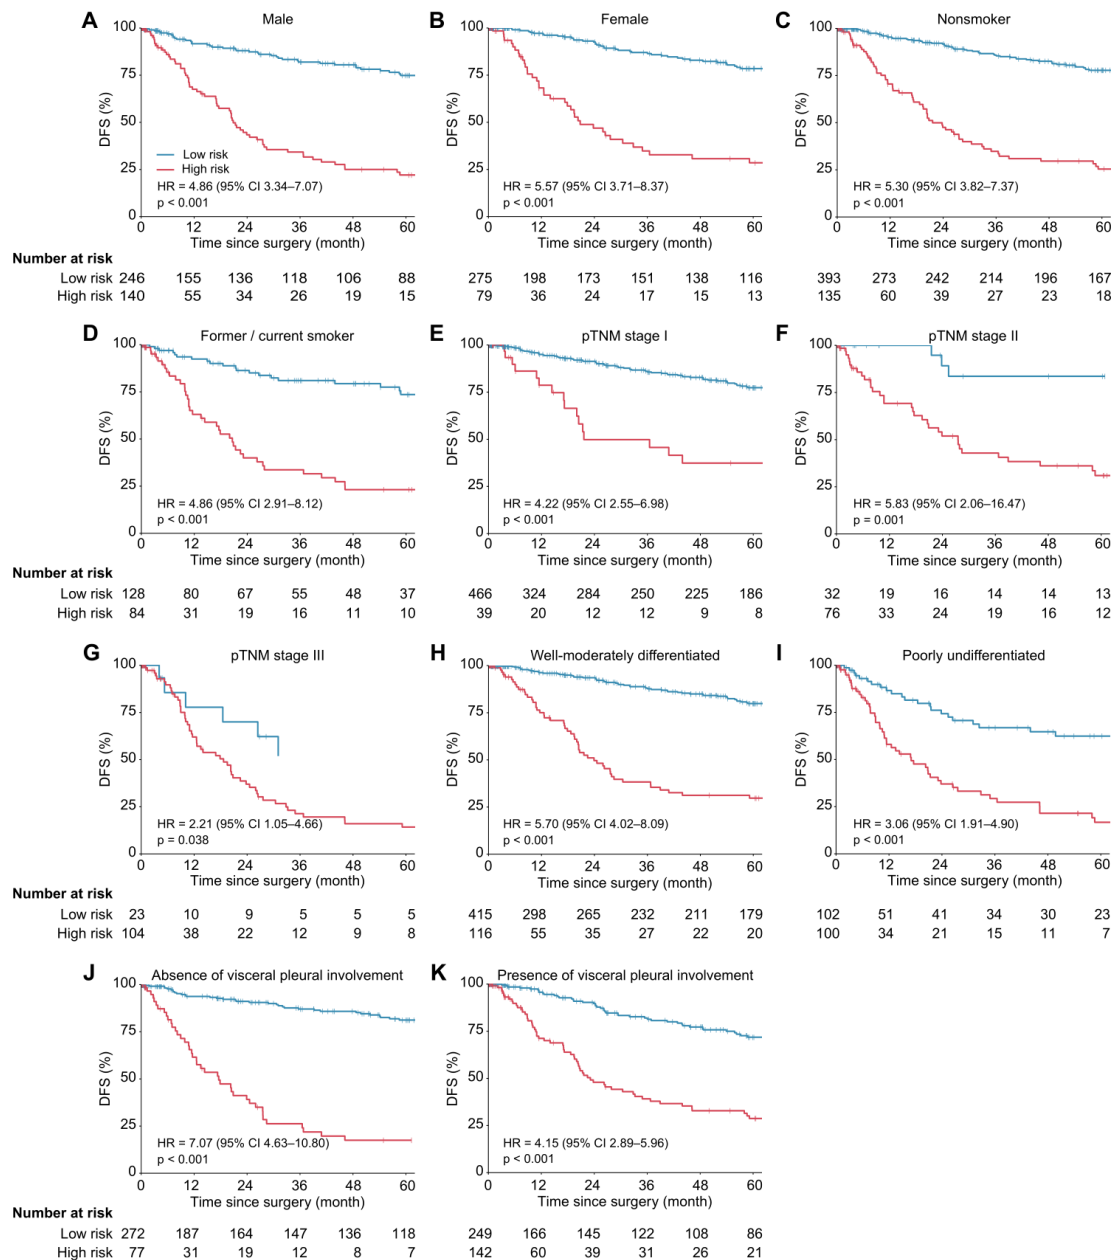 A Male
100
75
50
25
0
DFS (%)
Low risk
High risk
HR = 4.86 (95% CI 3.34–7.07)
p < 0.001
0 12 24 36 48 60
Time since surgery (month)
B Female
100
75
50
25
0
DFS (%)
HR = 5.57 (95% CI 3.71–8.37)
p < 0.001
0 12 24 36 48 60
Time since surgery (month)
C Nonsmoker
100
75
50
25
0
DFS (%)
HR = 5.30 (95% CI 3.82–7.37)
p < 0.001
0 12 24 36 48 60
Time since surgery (month)
Number at risk
Low risk 246 155 136 118 106 88
High risk 140 55 34 26 19 15
275 198 173 151 138 116
79 36 24 17 15 13
393 273 242 214 196 167
135 60 39 27 23 18
D Former / current smoker
100
75
50
25
0
DFS (%)
HR = 4.86 (95% CI 2.91–8.12)
p < 0.001
0 12 24 36 48 60
Time since surgery (month)
E pTNM stage I
100
75
50
25
0
DFS (%)
HR = 4.22 (95% CI 2.55–6.98)
p < 0.001
0 12 24 36 48 60
Time since surgery (month)
F pTNM stage II
100
75
50
25
0
DFS (%)
HR = 5.83 (95% CI 2.06–16.47)
p = 0.001
0 12 24 36 48 60
Time since surgery (month)
Number at risk
Low risk 128 80 67 55 48 37
High risk 84 31 19 16 11 10
466 324 284 250 225 186
39 20 12 12 9 8
32 19 16 14 14 13
76 33 24 19 16 12
G pTNM stage III
100
75
50
25
0
DFS (%)
HR = 2.21 (95% CI 1.05–4.66)
p = 0.038
0 12 24 36 48 60
Time since surgery (month)
H Well-moderately differentiated
100
75
50
25
0
DFS (%)
HR = 5.70 (95% CI 4.02–8.09)
p < 0.001
0 12 24 36 48 60
Time since surgery (month)
I Poorly undifferentiated
100
75
50
25
0
DFS (%)
HR = 3.06 (95% CI 1.91–4.90)
p < 0.001
0 12 24 36 48 60
Time since surgery (month)
Number at risk
Low risk 23 10 9 5 5 5
High risk 104 38 22 12 9 8
415 298 265 232 211 179
116 55 35 27 22 20
102 51 41 34 30 23
100 34 21 15 11 7
J Absence of visceral pleural involvement
100
75
50
25
0
DFS (%)
HR = 7.07 (95% CI 4.63–10.80)
p < 0.001
0 12 24 36 48 60
Time since surgery (month)
K Presence of visceral pleural involvement
100
75
50
25
0
DFS (%)
HR = 4.15 (95% CI 2.89–5.96)
p < 0.001
0 12 24 36 48 60
Time since surgery (month)
Number at risk
Low risk 272 187 164 147 136 118
High risk 77 31 19 12 8 7
249 166 145 122 108 86
142 60 39 31 26 21